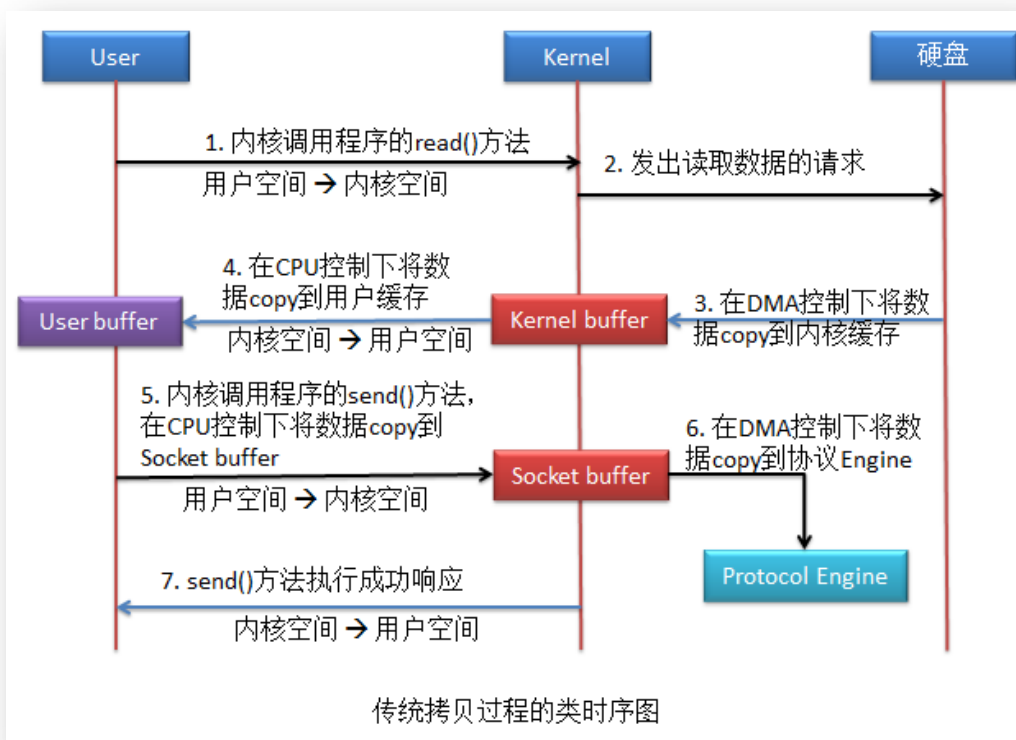 User
Kernel
硬盘
1. 内核调用程序的read()方法
用户空间 → 内核空间
2. 发出读取数据的请求
4. 在CPU控制下将数
据copy到用户缓存
内核空间 → 用户空间
User buffer
Kernel buffer
3. 在DMA控制下将数
据copy到内核缓存
5. 内核调用程序的send()方法，
在CPU控制下将数据copy到
Socket buffer
用户空间 → 内核空间
Socket buffer
6. 在DMA控制下将数
据copy到协议Engine
Protocol Engine
7. send()方法执行成功响应
内核空间 → 用户空间
传统拷贝过程的类时序图